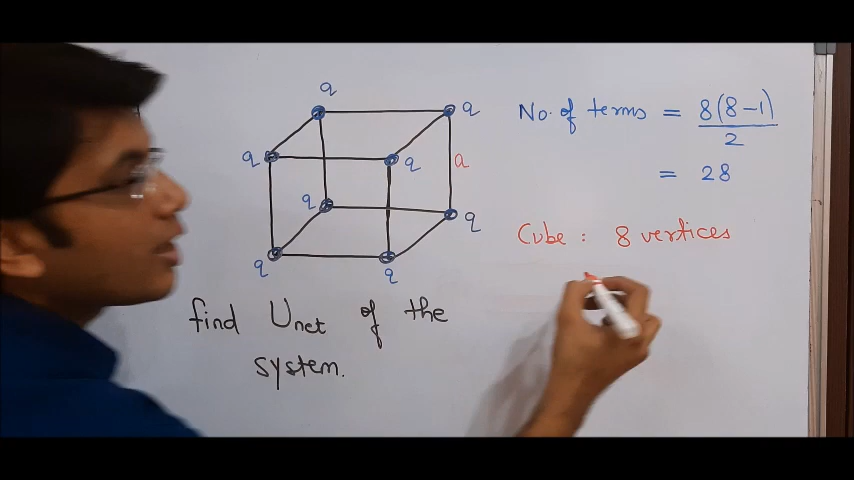 q
q
q
q
a
q
q
q
q
find Unet of the
system.
No. of terms = 8(8-1)
2
= 28
Cube : 8 vertices